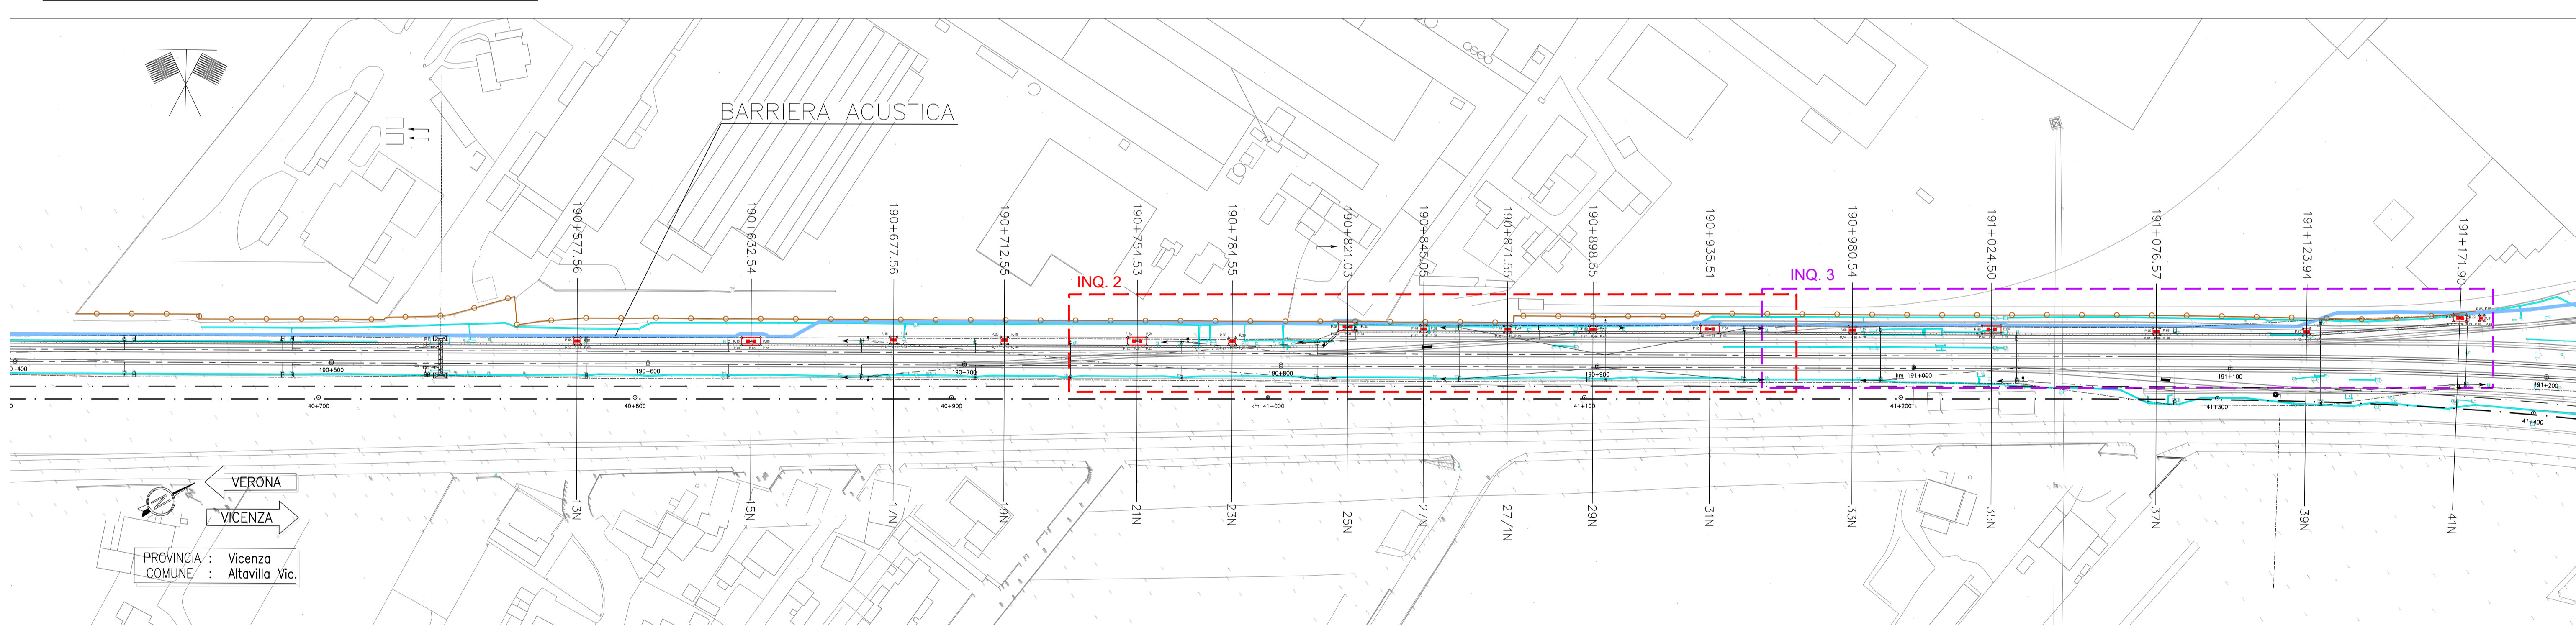 BARRIERA ACUSTICA
INQ. 2
INQ. 3
190+577.56
190+632.54
190+677.56
190+712.55
190+754.53
190+784.55
190+821.03
190+845.05
190+871.55
190+898.55
190+935.51
190+980.54
191+024.50
191+076.57
191+123.94
191+171.90
190+500
190+600
190+700
190+800
190+900
km 191+000
191+100
191+200
40+700
40+800
40+900
km 41+000
41+100
41+200
41+300
41+400
13N
15N
17N
19N
21N
23N
25N
27N
27/1N
29N
31N
33N
35N
37N
39N
41N
N
VERONA
VICENZA
PROVINCIA : Vicenza
COMUNE : Altavilla Vic.